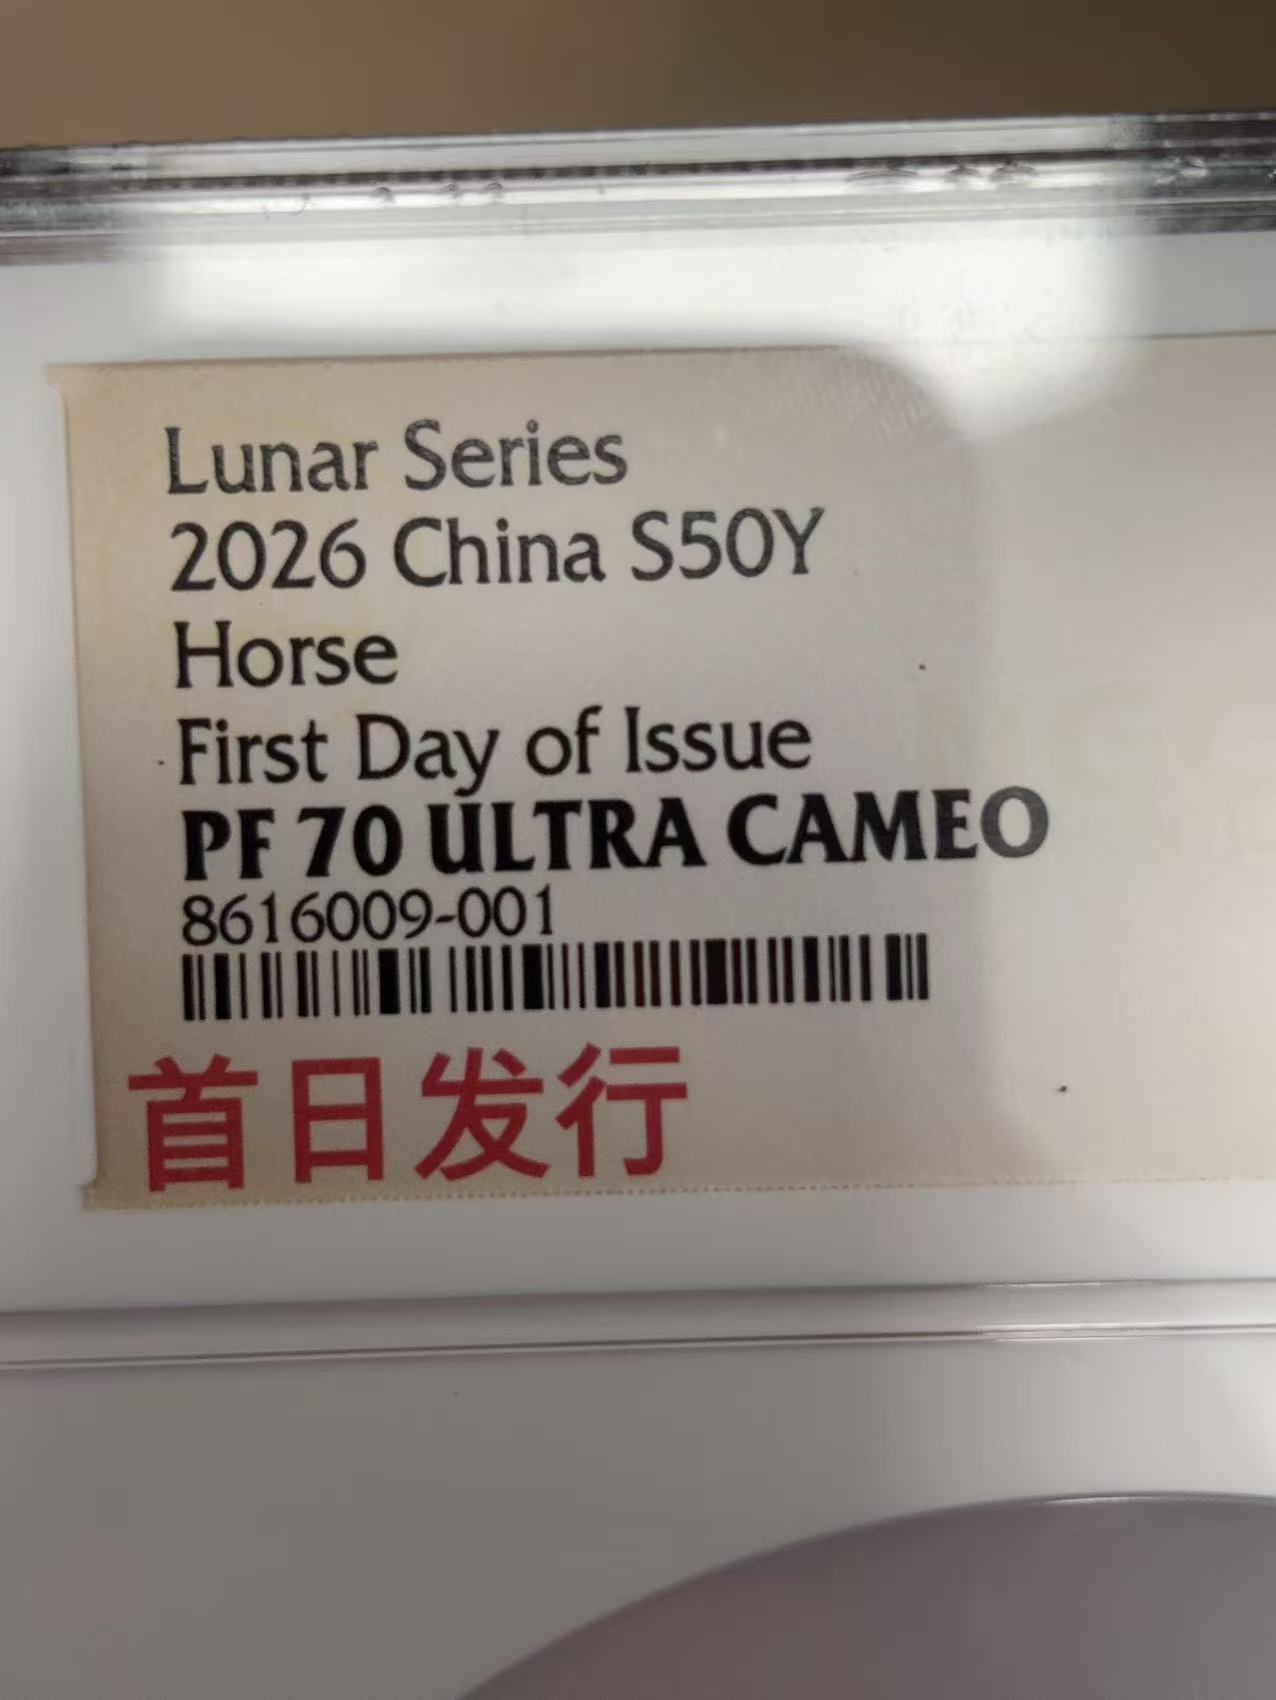 Lunar Series
2026 China S50Y
Horse
First Day of Issue
PF 70 ULTRA CAMEO
8616009-001
首日发行